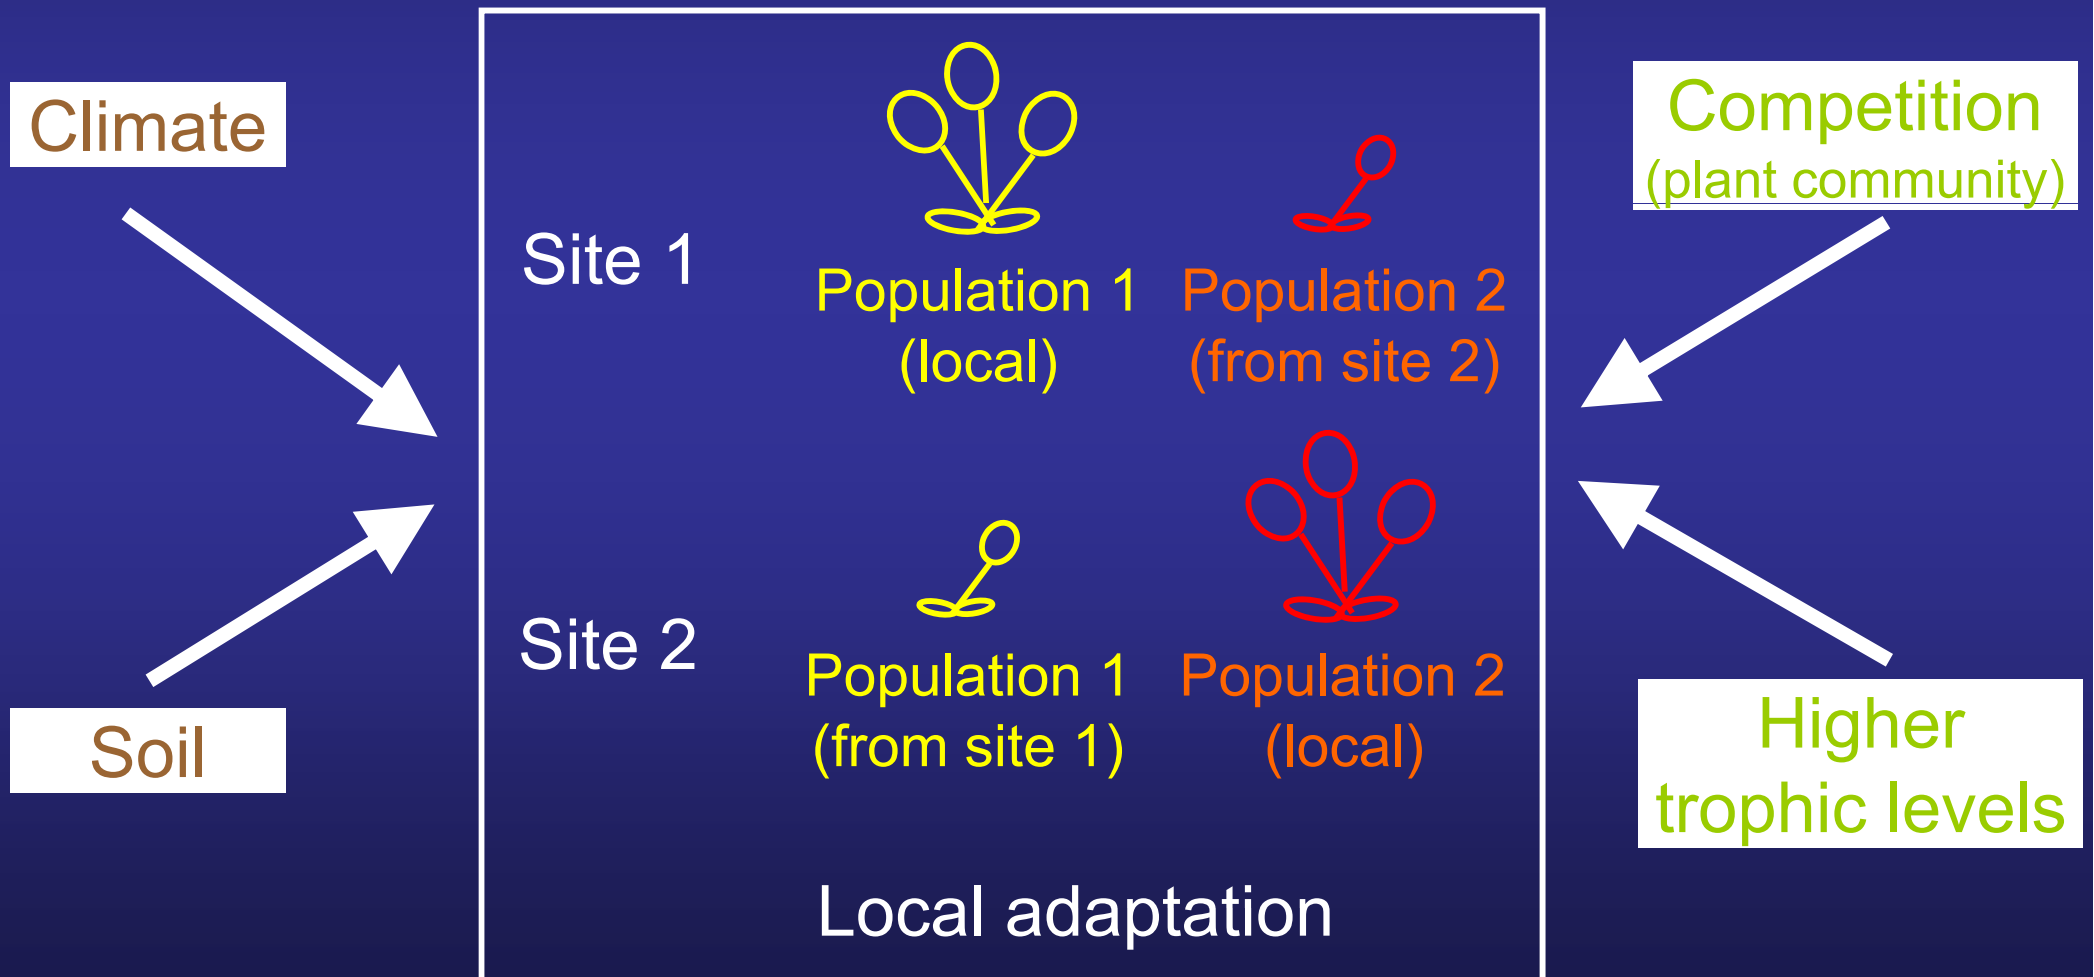 Climate
Soil
Site 1
Population 1
(local)
Population 2
(from site 2)
Site 2
Population 1
(from site 1)
Population 2
(local)
Local adaptation
Competition
(plant community)
Higher
trophic levels